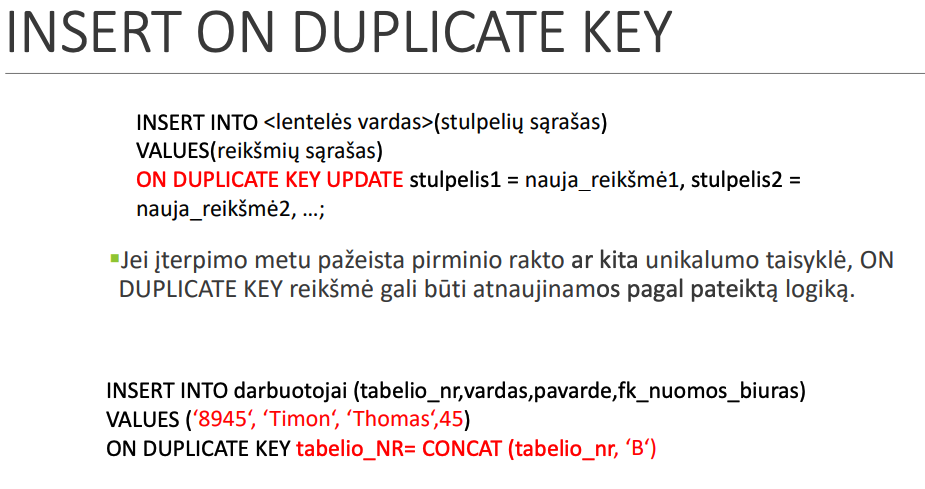 INSERT ON DUPLICATE KEY
INSERT INTO <lentelės vardas>(stulpelių sąrašas)
VALUES(reikšmių sąrašas)
ON DUPLICATE KEY UPDATE stulpelis1 = nauja_reikšmė1, stulpelis2 =
nauja_reikšmė2, …;
▪Jei įterpimo metu pažeista pirminio rakto ar kita unikalumo taisyklė, ON
DUPLICATE KEY reikšmė gali būti atnaujinamos pagal pateiktą logiką.
INSERT INTO darbuotojai (tabelio_nr,vardas,pavarde,fk_nuomos_biuras)
VALUES (‘8945‘, ‘Timon‘, ‘Thomas‘,45)
ON DUPLICATE KEY tabelio_NR= CONCAT (tabelio_nr, ‘B‘)